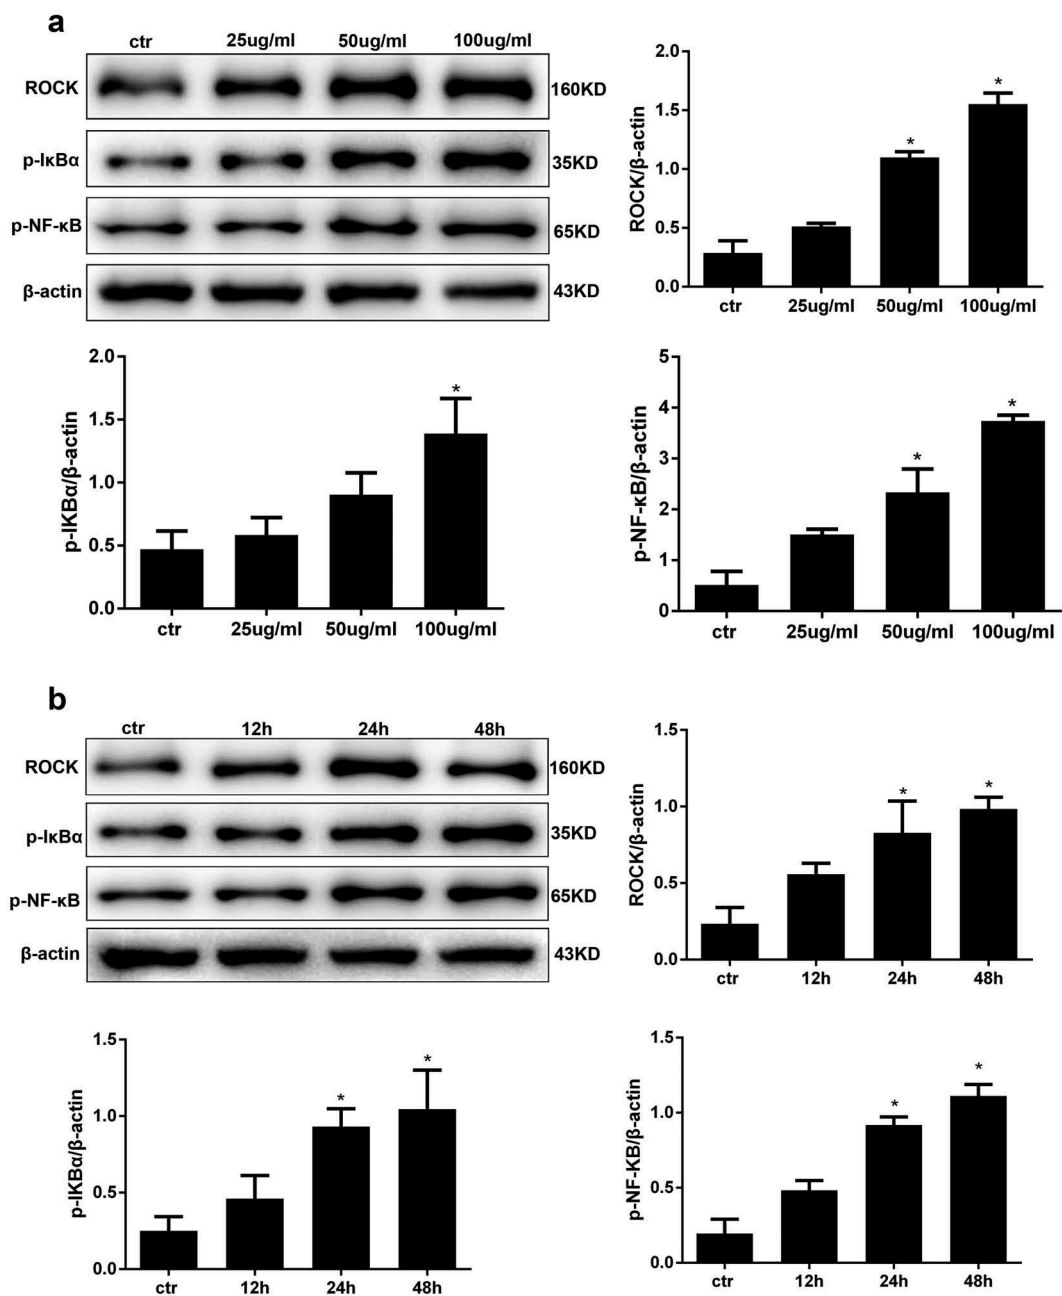 a
ctr 25ug/ml 50ug/ml 100ug/ml
ROCK 160KD
p-IκBα 35KD
p-NF-κB 65KD
β-actin 43KD
ROCK/β-actin
2.0
1.5
1.0
0.5
0.0
* *
ctr 25ug/ml 50ug/ml 100ug/ml
p-IKBα/β-actin
2.0
1.5
1.0
0.5
0.0
*
ctr 25ug/ml 50ug/ml 100ug/ml
p-NF-κB/β-actin
5
4
3
2
1
0
* *
ctr 25ug/ml 50ug/ml 100ug/ml
b
ctr 12h 24h 48h
ROCK 160KD
p-IκBα 35KD
p-NF-κB 65KD
β-actin 43KD
ROCK/β-actin
1.5
1.0
0.5
0.0
* *
ctr 12h 24h 48h
p-IKBα/β-actin
1.5
1.0
0.5
0.0
* *
ctr 12h 24h 48h
p-NF-KB/β-actin
1.5
1.0
0.5
0.0
* *
ctr 12h 24h 48h